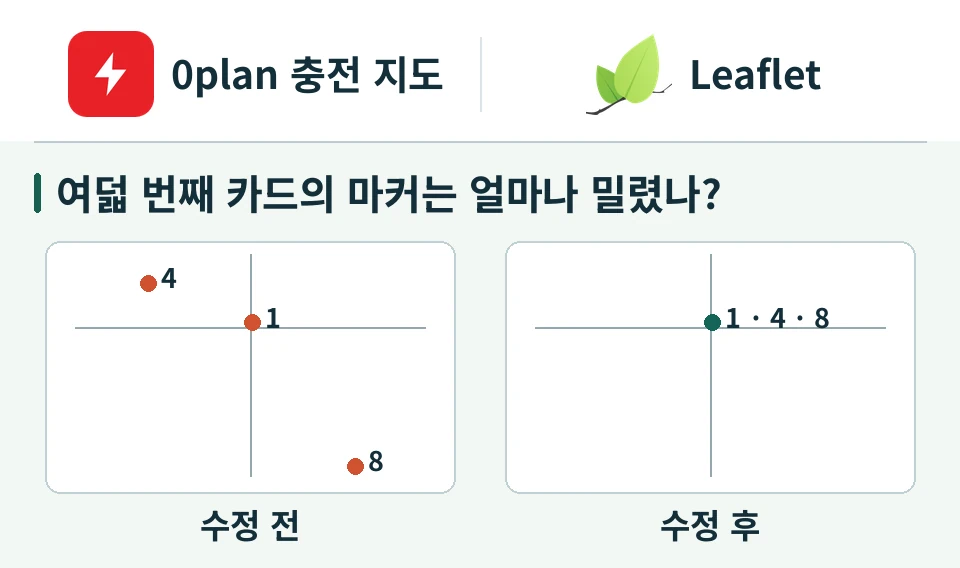 0plan 충전 지도
Leaflet
여덟 번째 카드의 마커는 얼마나 밀렸나?
4
1
8
1 · 4 · 8
수정 전
수정 후